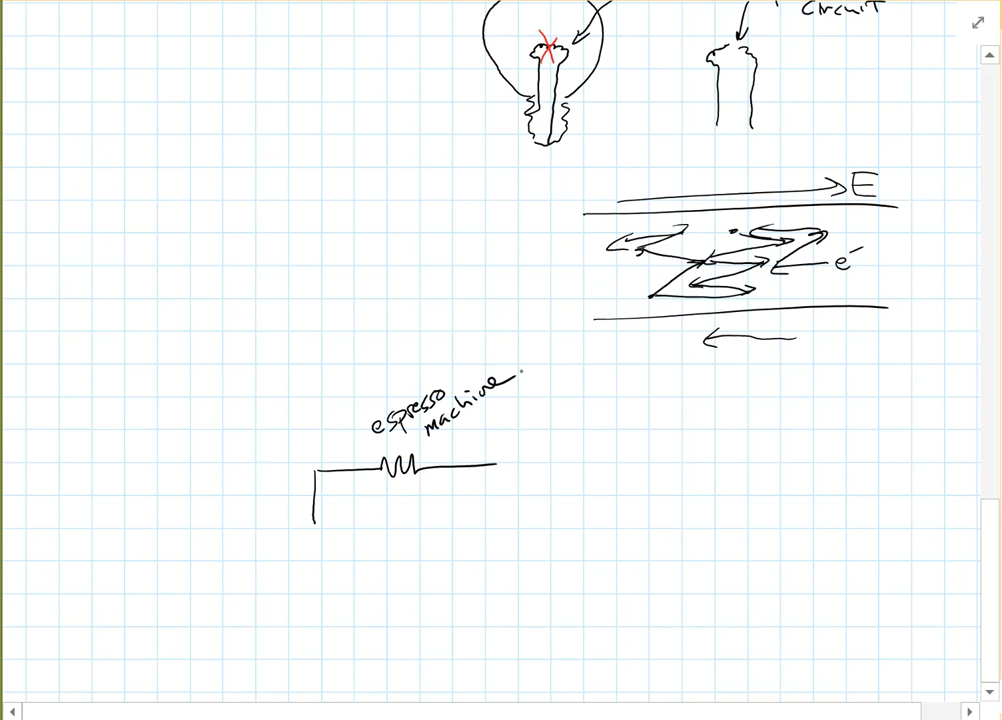 circuit
E
e⁻
espresso
machine